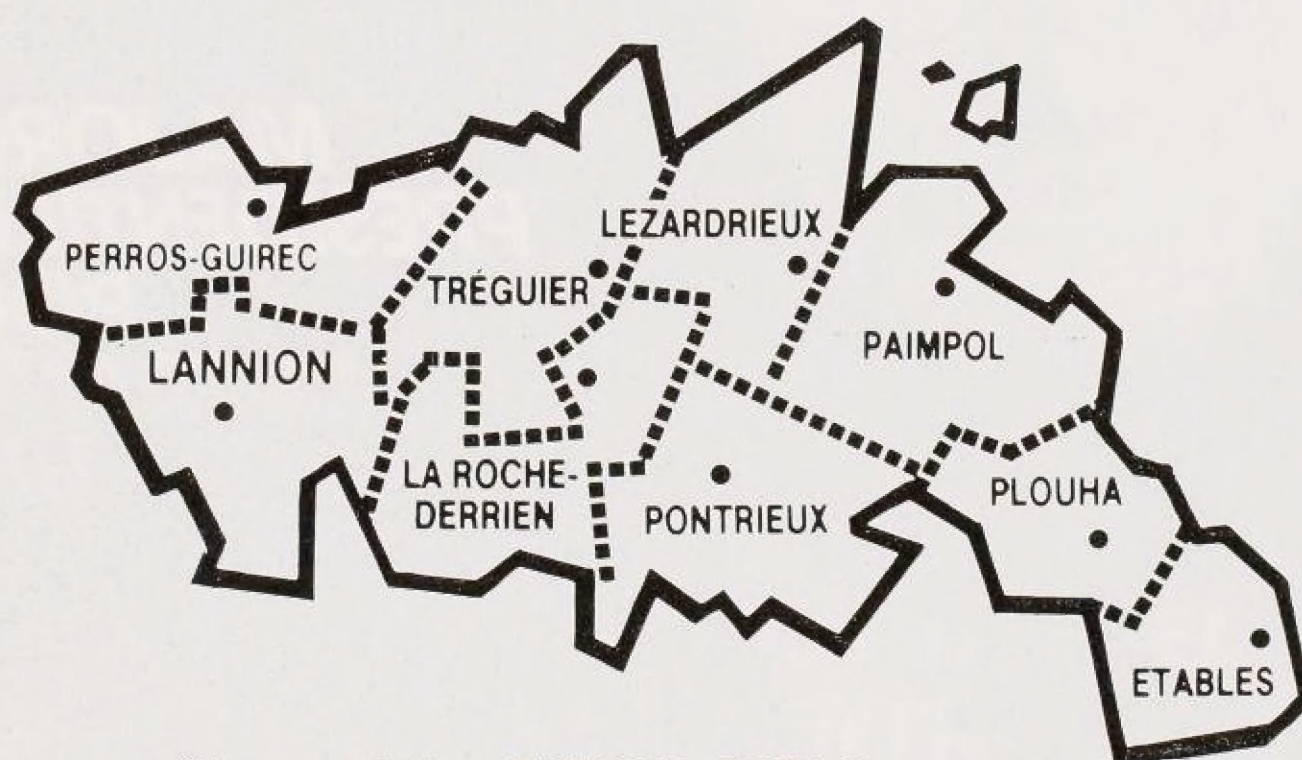 LEZARDRIEUX
PERROS-GUIREC
TRÉGUIER
PAIMPOL
LANNION
LA ROCHE-
DERRIEN
PLOUHA
PONTRIEUX
ETABLES